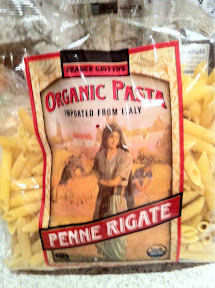 TRADER GIOTTO'S
ORGANIC PASTA
IMPORTED FROM ITALY
PENNE RIGATE